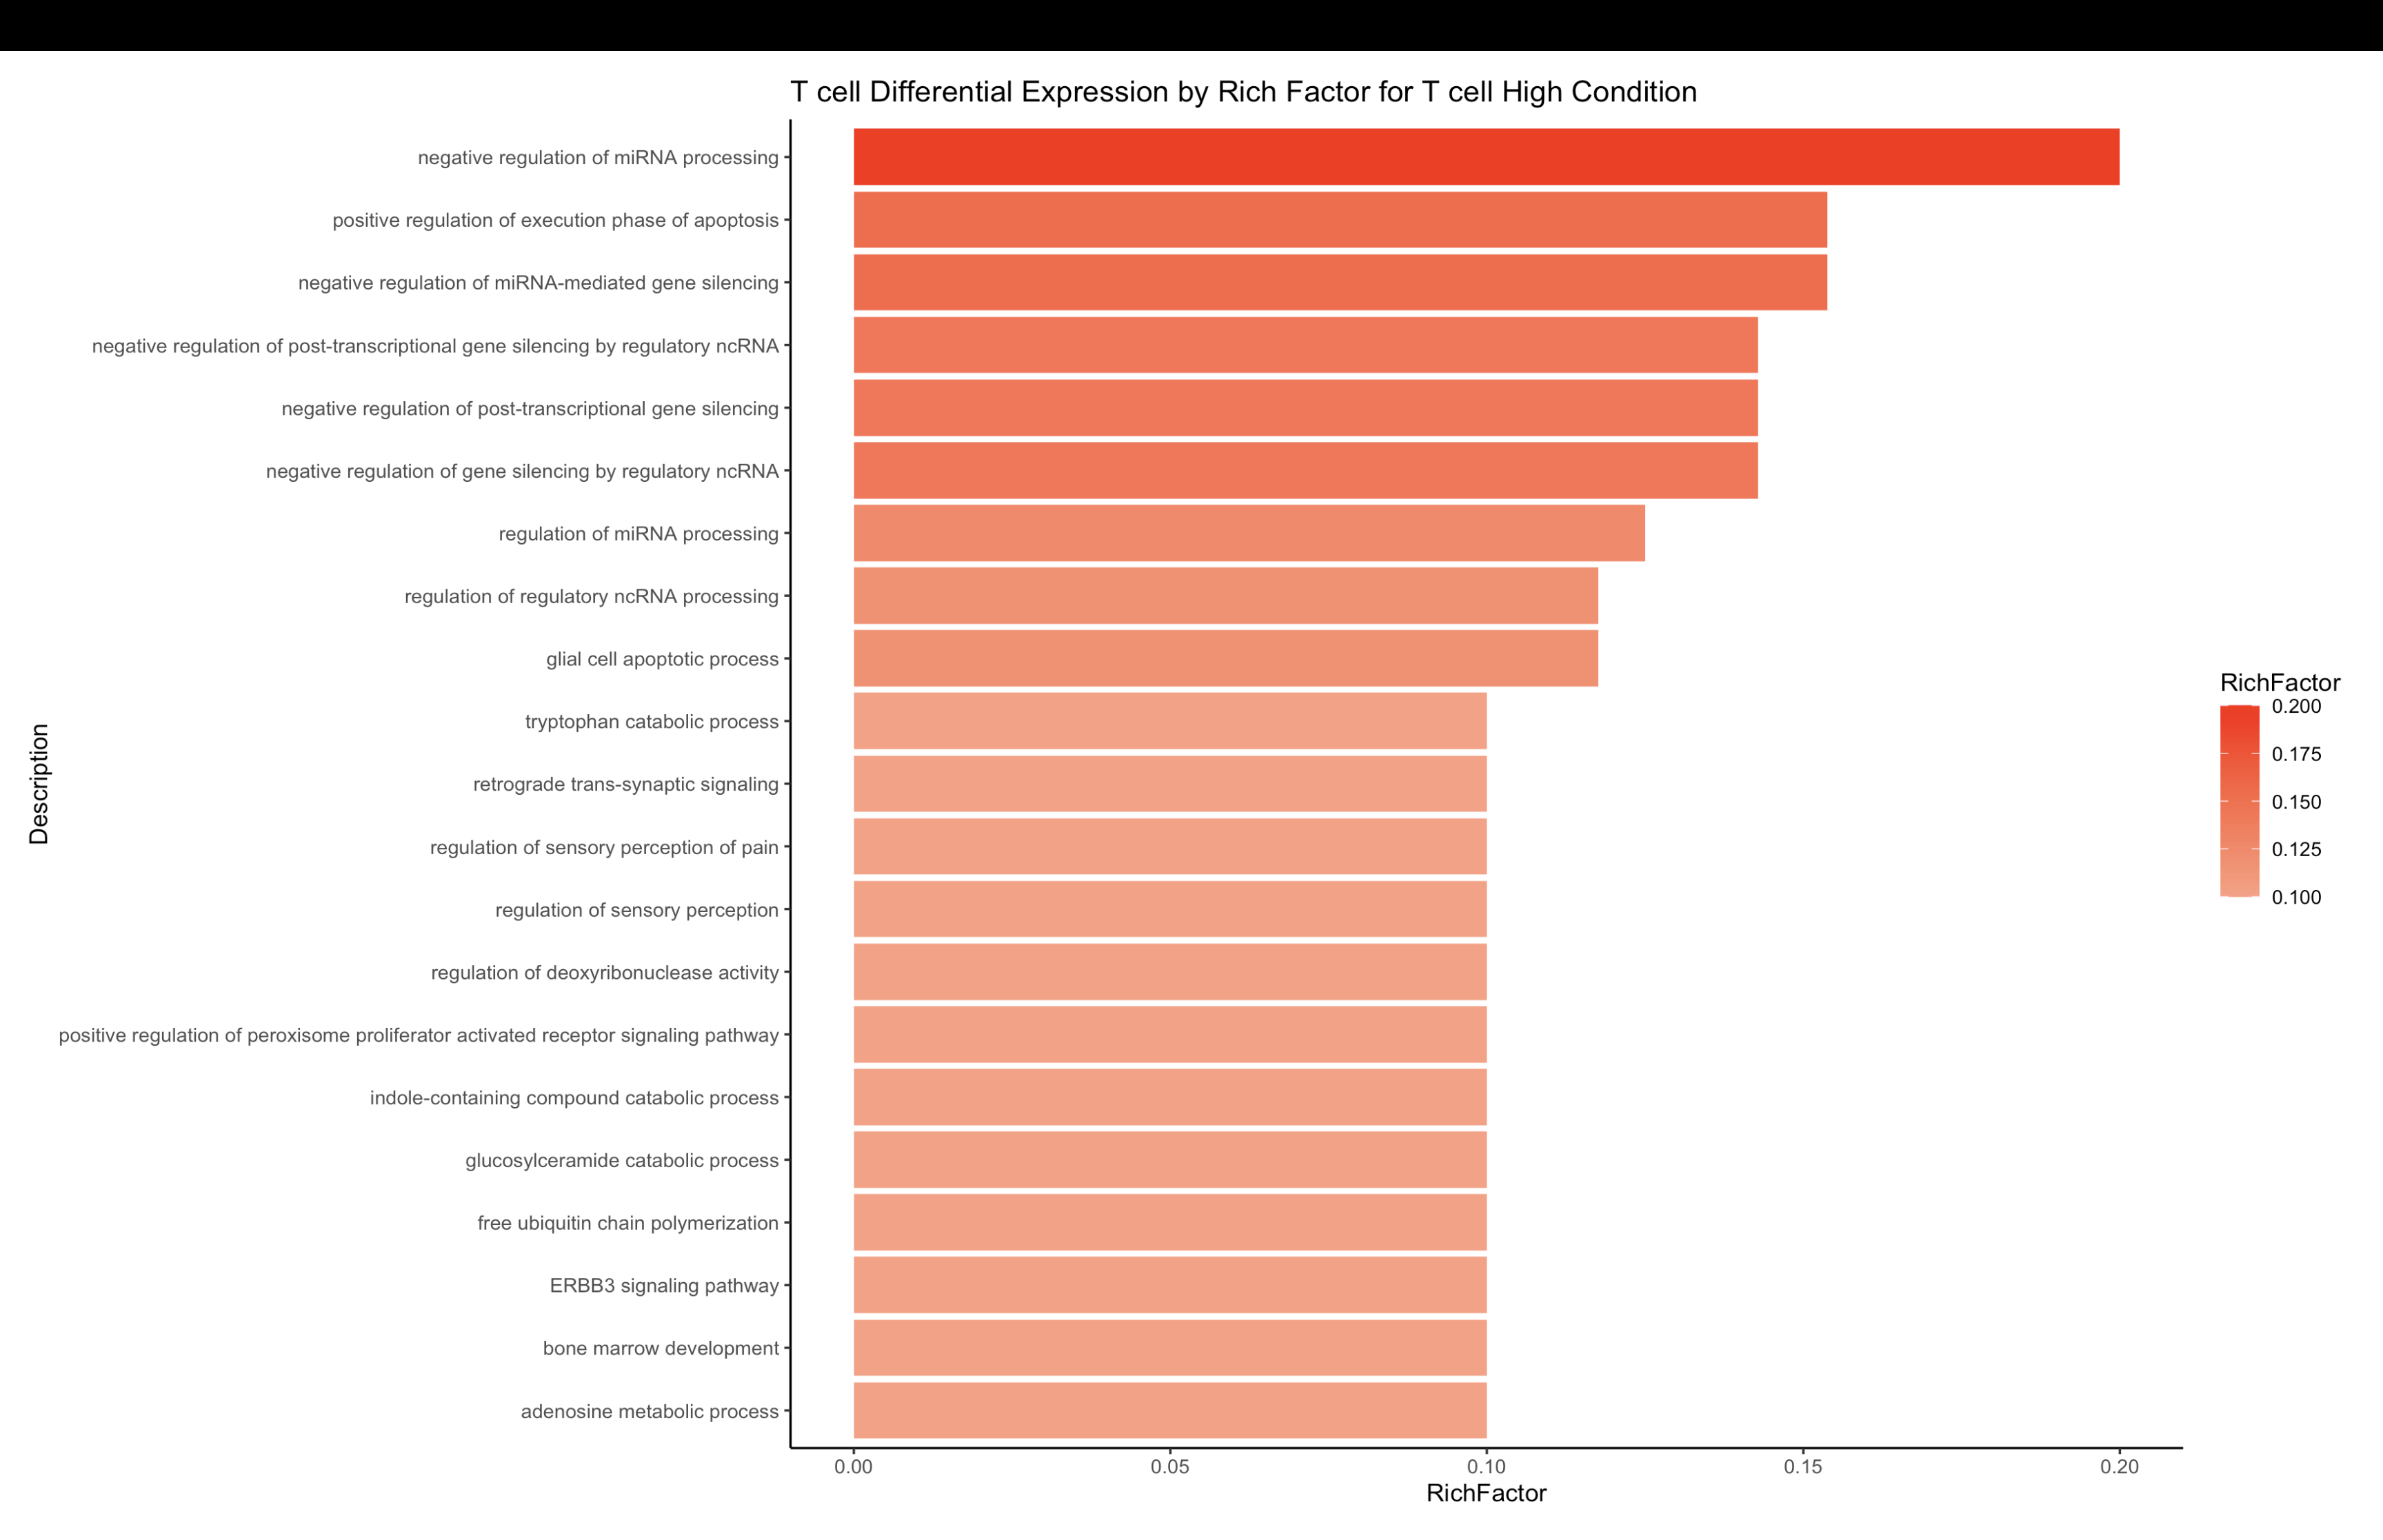 T cell Differential Expression by Rich Factor for T cell High Condition
negative regulation of miRNA processing
positive regulation of execution phase of apoptosis
negative regulation of miRNA-mediated gene silencing
negative regulation of post-transcriptional gene silencing by regulatory ncRNA
negative regulation of post-transcriptional gene silencing
negative regulation of gene silencing by regulatory ncRNA
regulation of miRNA processing
regulation of regulatory ncRNA processing
glial cell apoptotic process
tryptophan catabolic process
retrograde trans-synaptic signaling
regulation of sensory perception of pain
regulation of sensory perception
regulation of deoxyribonuclease activity
positive regulation of peroxisome proliferator activated receptor signaling pathway
indole-containing compound catabolic process
glucosylceramide catabolic process
free ubiquitin chain polymerization
ERBB3 signaling pathway
bone marrow development
adenosine metabolic process
Description
0.00 0.05 0.10 0.15 0.20
RichFactor
RichFactor
0.200
0.175
0.150
0.125
0.100